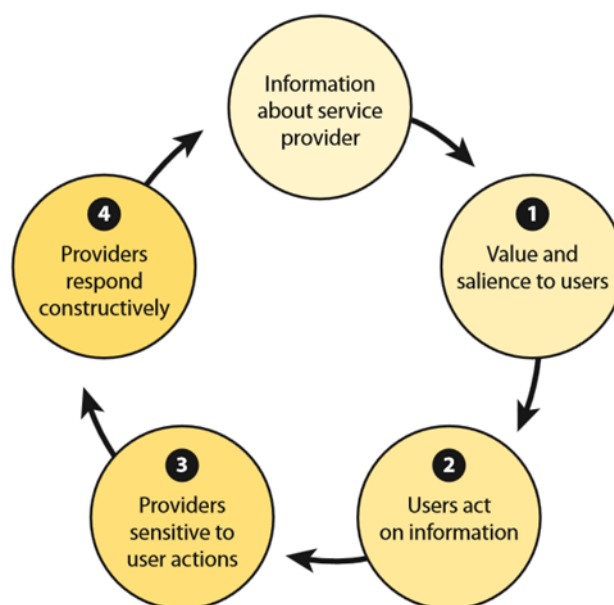 Information
about service
provider
1
Value and
salience to users
2
Users act
on information
3
Providers
sensitive to
user actions
4
Providers
respond
constructively